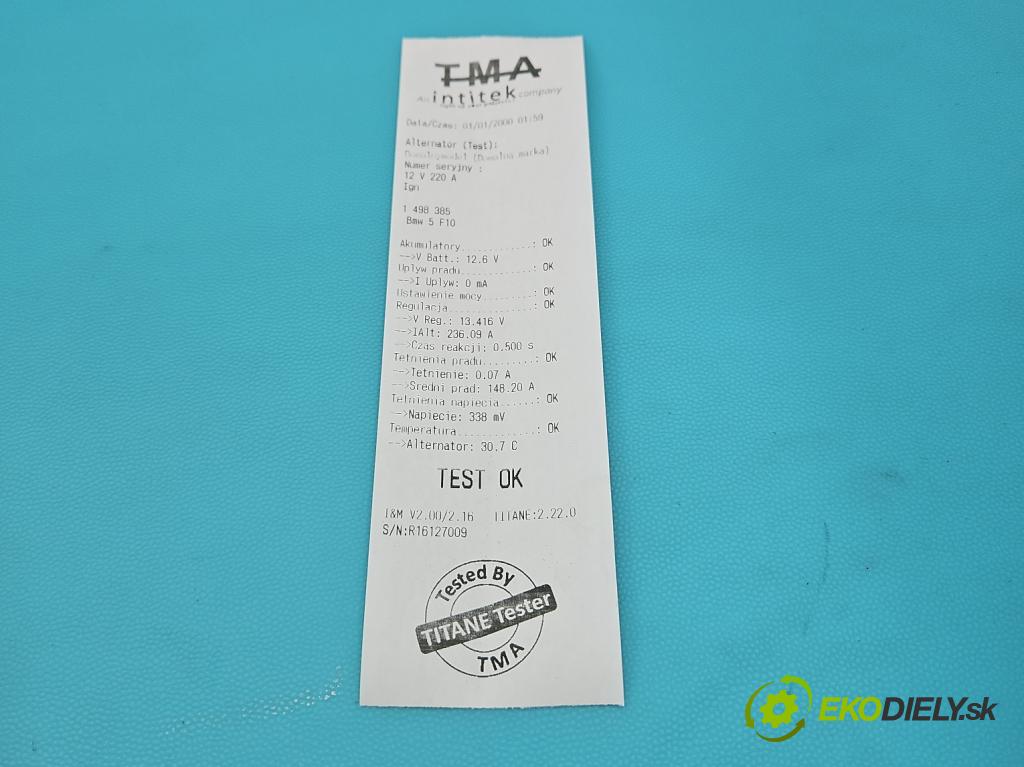 TMA
An intitek company
Data/Czas: 01/01/2000 01:59
Alternator (Test):
(Dowolna marka)
Numer seryjny :
12 V 220 A
Ign
1 498 385
Bmw 5 F10
Akumulatory............: OK
-->V Batt.: 12.6 V
Uplyw pradu............: OK
-->I Uplyw: 0 mA
Ustawienie mocy........: OK
Regulacja..............: OK
-->V Reg.: 13.416 V
-->IAlt: 236.09 A
-->Czas reakcji: 0.500 s
Tetnienia pradu........: OK
-->Tetnienie: 0.07 A
-->Sredni prad: 148.20 A
Tetnienia napiecia.....: OK
-->Napiecie: 338 mV
Temperatura............: OK
-->Alternator: 30.7 C
TEST OK
I&M V2.00/2.16 TITANE:2.22.0
S/N:R16127009
Tested By
TITANE Tester
TMA
EKODIELY.sk